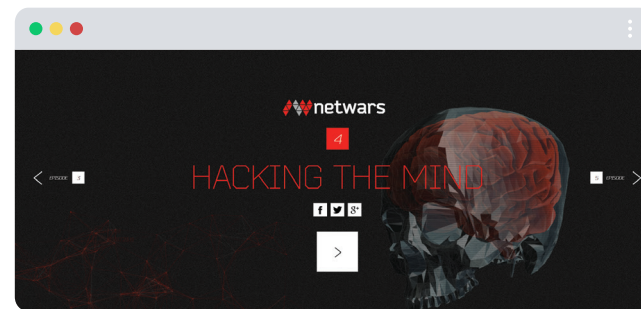 netwars
4
HACKING THE MIND
EPISODE 3
5 EPISODE
f g+